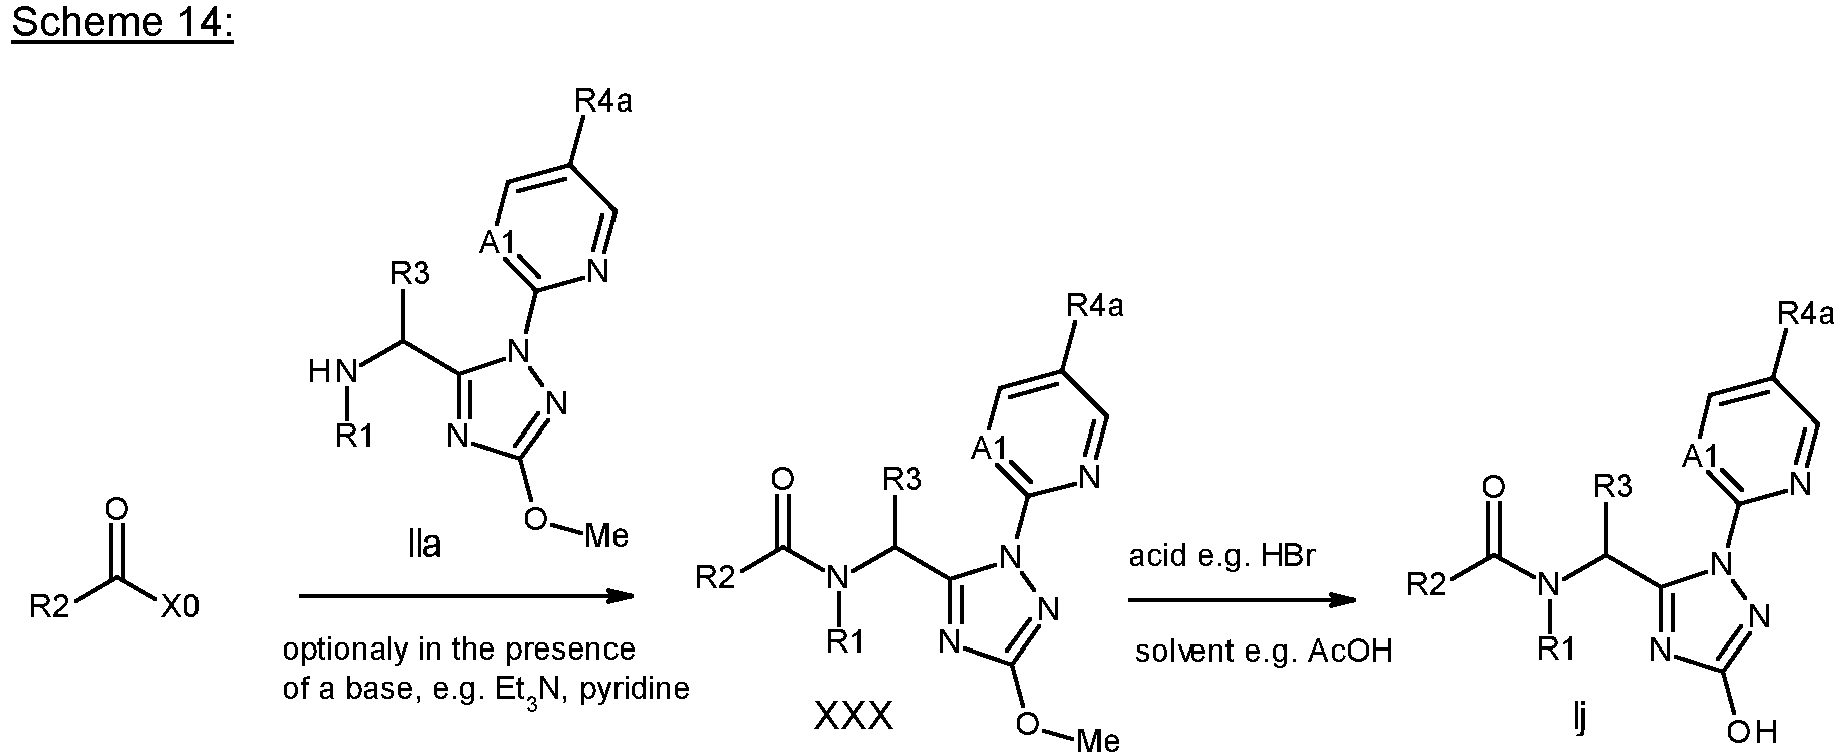 Scheme 14:
R4a
A1
N
R3
HN
N
N
R1
N
O
Me
IIa
O
R2
X0
optionaly in the presence
of a base, e.g. Et3N, pyridine
R4a
A1
N
O
R3
R2
N
N
N
R1
N
O
Me
XXX
acid e.g. HBr
solvent e.g. AcOH
R4a
A1
N
O
R3
R2
N
N
N
R1
N
OH
Ij